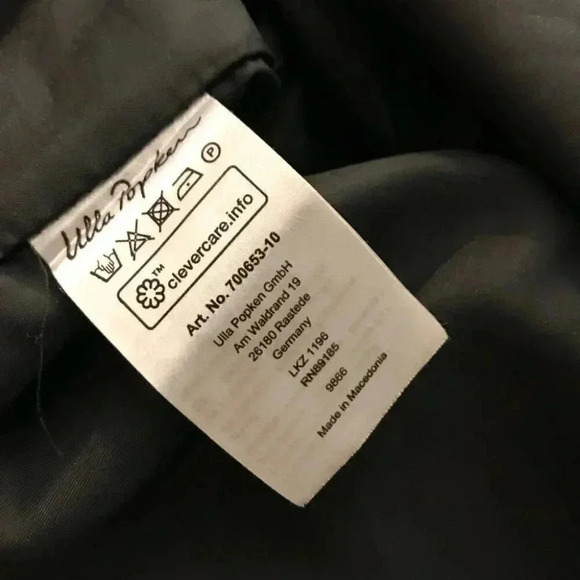 Ulla Popken
P
clevercare.info
TM
Art. No. 700653-10
Ulla Popken GmbH
Am Waldrand 19
26180 Rastede
Germany
LKZ 1196
RN89185
9866
Made in Macedonia